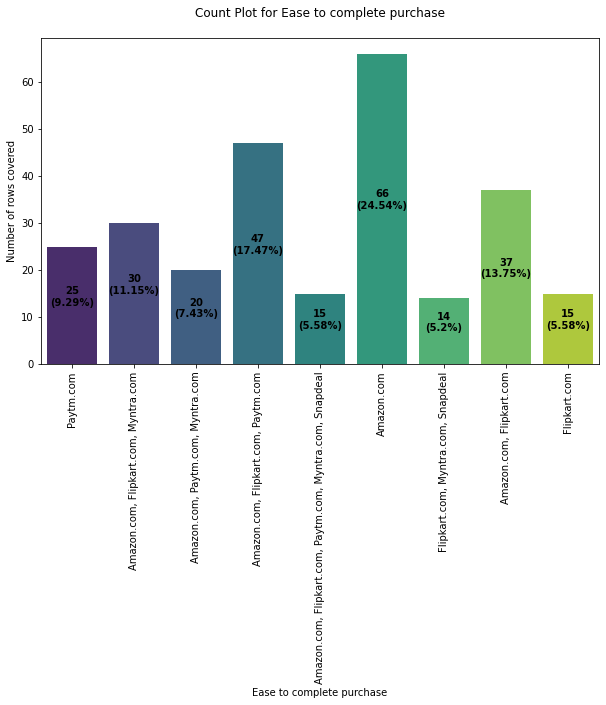 Count Plot for Ease to complete purchase
Number of rows covered
60
50
40
30
20
10
0
25
(9.29%)
30
(11.15%)
20
(7.43%)
47
(17.47%)
15
(5.58%)
66
(24.54%)
14
(5.2%)
37
(13.75%)
15
(5.58%)
Paytm.com
Amazon.com, Flipkart.com, Myntra.com
Amazon.com, Paytm.com, Myntra.com
Amazon.com, Flipkart.com, Paytm.com
Amazon.com, Flipkart.com, Paytm.com, Myntra.com, Snapdeal
Amazon.com
Flipkart.com, Myntra.com, Snapdeal
Amazon.com, Flipkart.com
Flipkart.com
Ease to complete purchase